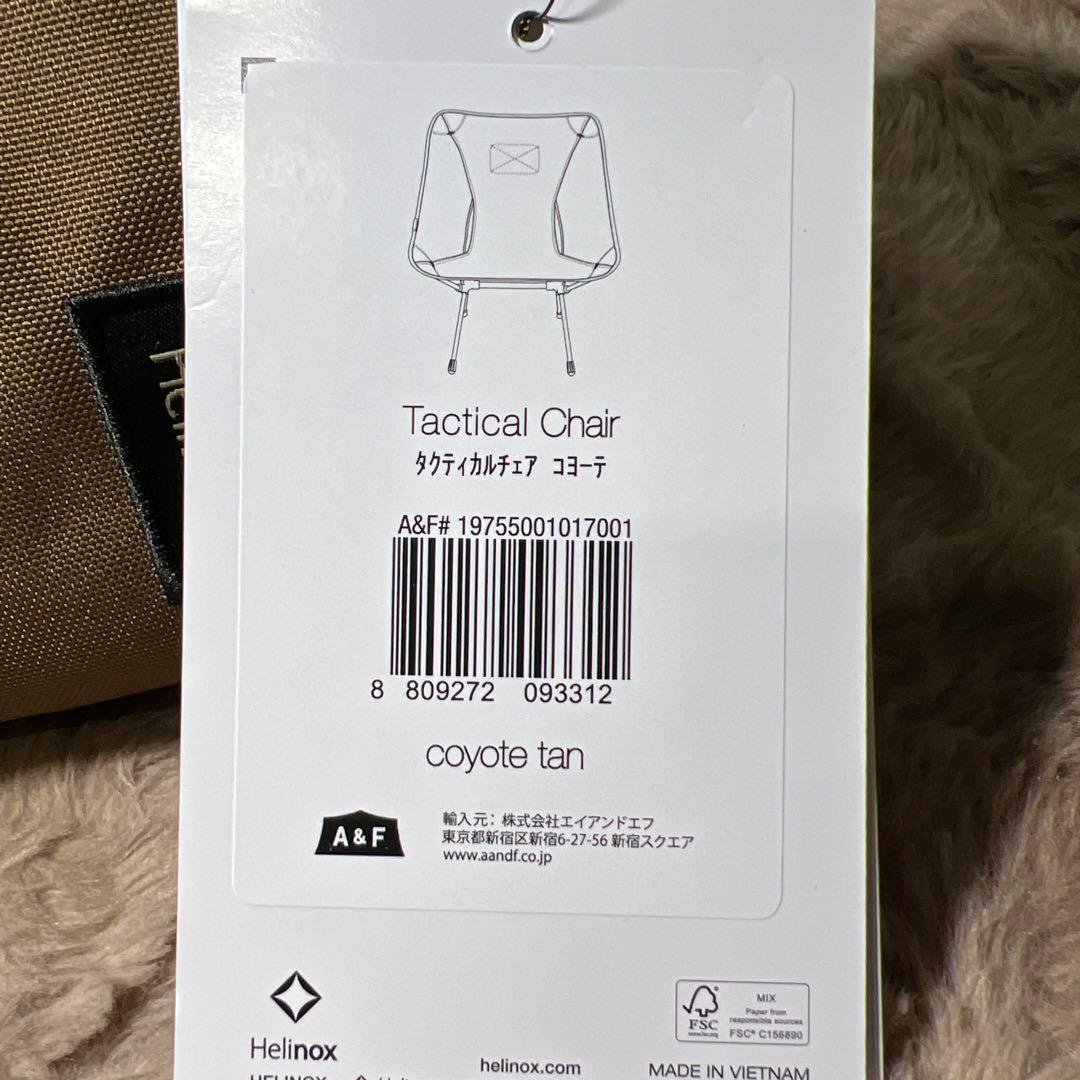 Tactical Chair
タクティカルチェア コヨーテ
A&F# 19755001017001
8 809272 093312
coyote tan
A & F
輸入元：株式会社エイアンドエフ
東京都新宿区新宿6-27-56 新宿スクエア
www.aandf.co.jp
Helinox
helinox.com
FSC
www.fsc.org
MIX
Paper from
responsible sources
FSC® C156890
MADE IN VIETNAM